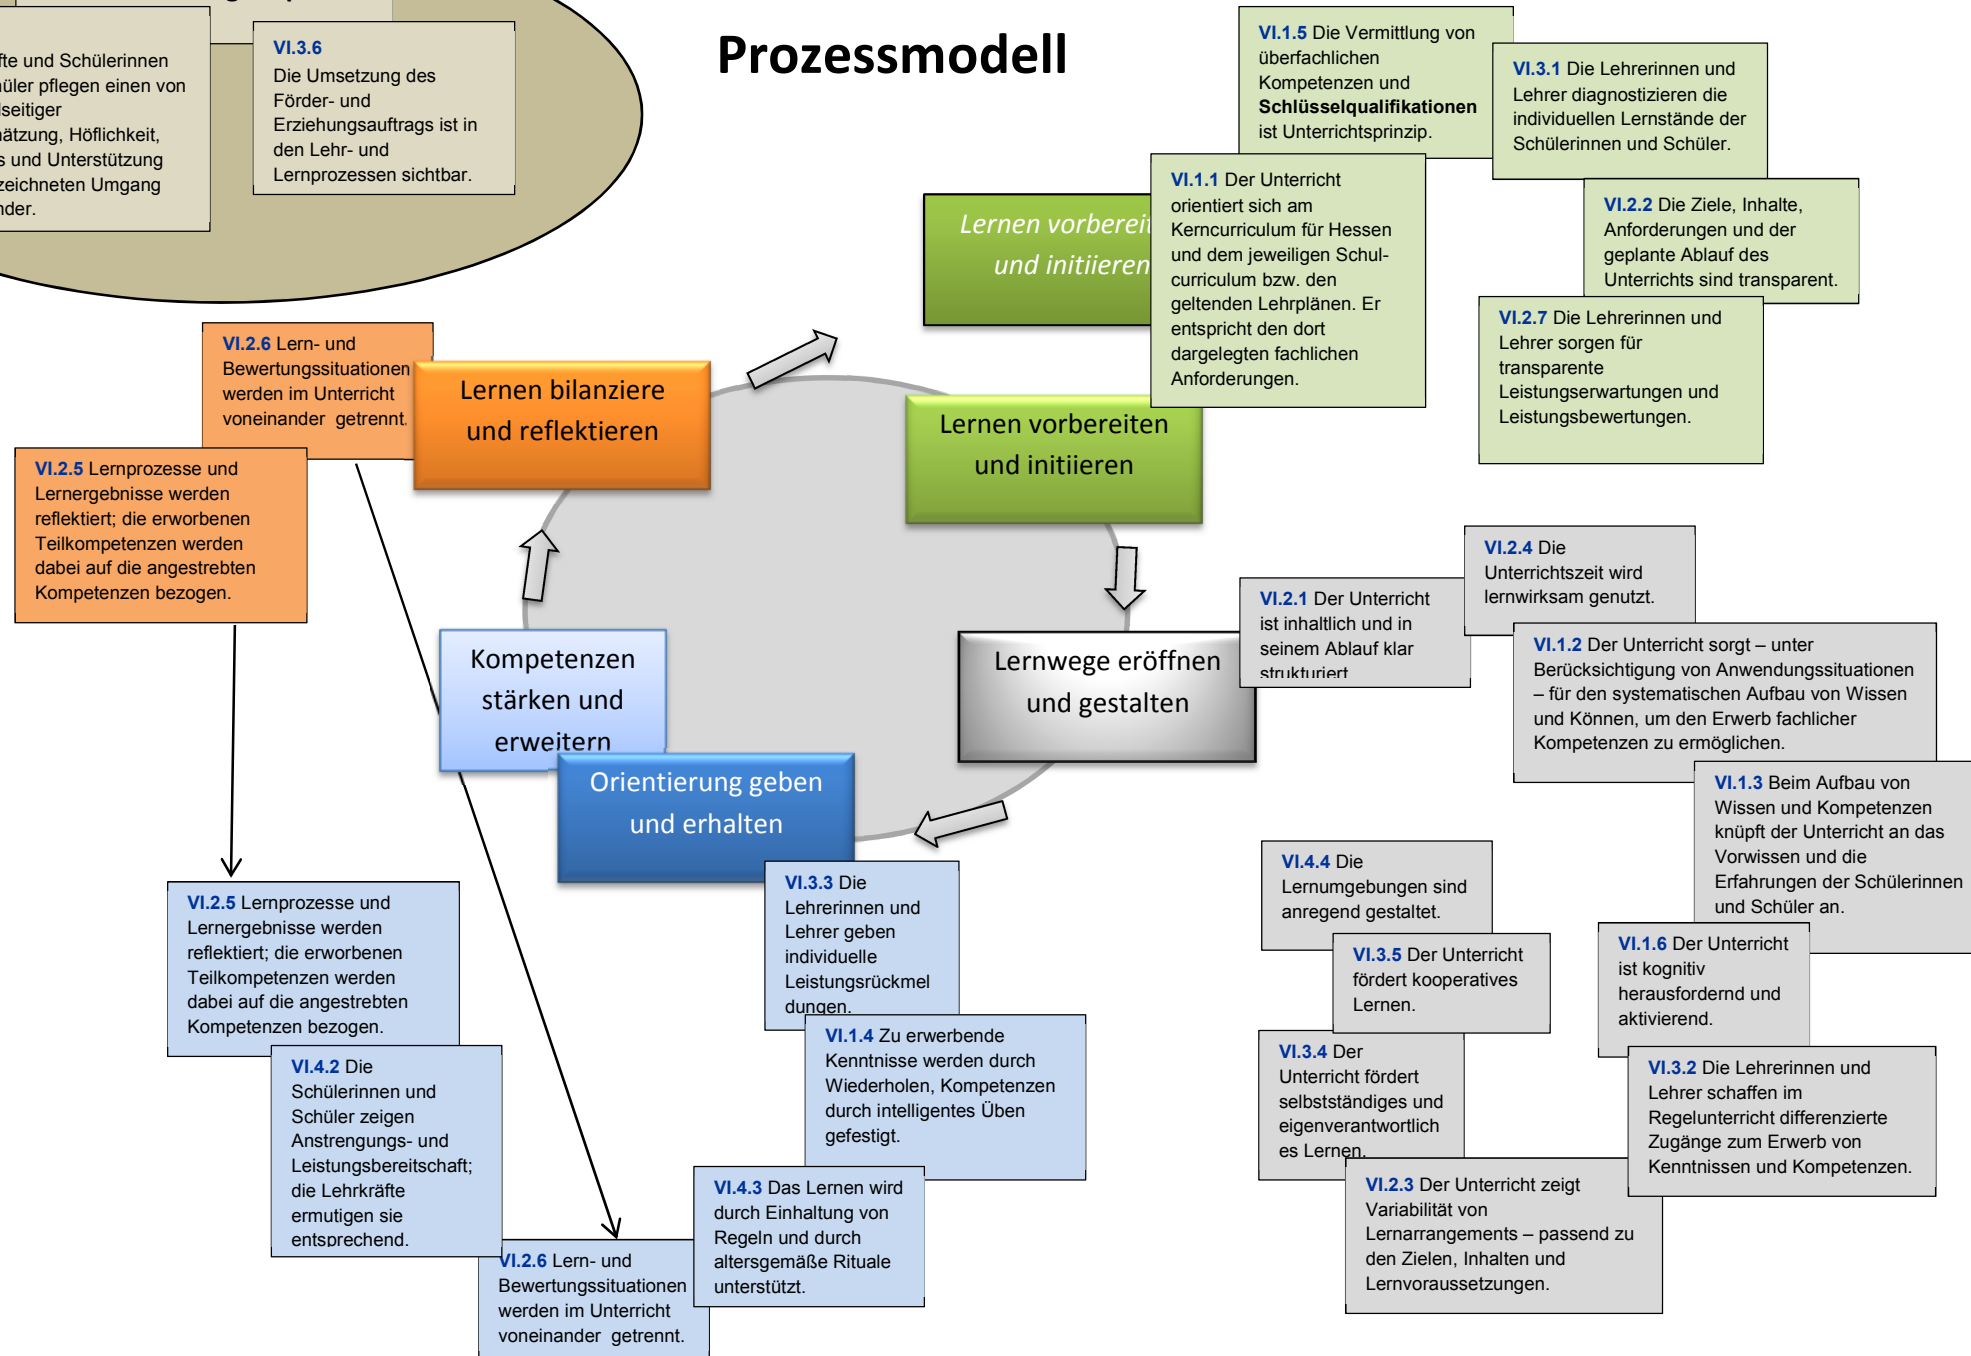 fte und Schülerinnen
üler pflegen einen von
lseitiger
ätzung, Höflichkeit,
s und Unterstützung
zeichneten Umgang
nder.
VI.3.6
Die Umsetzung des
Förder- und
Erziehungsauftrags ist in
den Lehr- und
Lernprozessen sichtbar.
Prozessmodell
VI.1.5 Die Vermittlung von
überfachlichen
Kompetenzen und
Schlüsselqualifikationen
ist Unterrichtsprinzip.
VI.3.1 Die Lehrerinnen und
Lehrer diagnostizieren die
individuellen Lernstände der
Schülerinnen und Schüler.
Lernen vorbereit
und initiieren
VI.1.1 Der Unterricht
orientiert sich am
Kerncurriculum für Hessen
und dem jeweiligen Schul-
curriculum bzw. den
geltenden Lehrplänen. Er
entspricht den dort
dargelegten fachlichen
Anforderungen.
VI.2.2 Die Ziele, Inhalte,
Anforderungen und der
geplante Ablauf des
Unterrichts sind transparent.
VI.2.7 Die Lehrerinnen und
Lehrer sorgen für
transparente
Leistungserwartungen und
Leistungsbewertungen.
VI.2.6 Lern- und
Bewertungssituationen
werden im Unterricht
voneinander getrennt.
Lernen bilanziere
und reflektieren
Lernen vorbereiten
und initiieren
VI.2.5 Lernprozesse und
Lernergebnisse werden
reflektiert; die erworbenen
Teilkompetenzen werden
dabei auf die angestrebten
Kompetenzen bezogen.
Kompetenzen
stärken und
erweitern
Lernwege eröffnen
und gestalten
VI.2.1 Der Unterricht
ist inhaltlich und in
seinem Ablauf klar
strukturiert
VI.2.4 Die
Unterrichtszeit wird
lernwirksam genutzt.
VI.1.2 Der Unterricht sorgt – unter
Berücksichtigung von Anwendungssituationen
– für den systematischen Aufbau von Wissen
und Können, um den Erwerb fachlicher
Kompetenzen zu ermöglichen.
VI.1.3 Beim Aufbau von
Wissen und Kompetenzen
knüpft der Unterricht an das
Vorwissen und die
Erfahrungen der Schülerinnen
und Schüler an.
Orientierung geben
und erhalten
VI.3.3 Die
Lehrerinnen und
Lehrer geben
individuelle
Leistungsrückmel
dungen.
VI.4.4 Die
Lernumgebungen sind
anregend gestaltet.
VI.3.5 Der Unterricht
fördert kooperatives
Lernen.
VI.1.6 Der Unterricht
ist kognitiv
herausfordernd und
aktivierend.
VI.2.5 Lernprozesse und
Lernergebnisse werden
reflektiert; die erworbenen
Teilkompetenzen werden
dabei auf die angestrebten
Kompetenzen bezogen.
VI.1.4 Zu erwerbende
Kenntnisse werden durch
Wiederholen, Kompetenzen
durch intelligentes Üben
gefestigt.
VI.3.4 Der
Unterricht fördert
selbstständiges und
eigenverantwortlich
es Lernen.
VI.3.2 Die Lehrerinnen und
Lehrer schaffen im
Regelunterricht differenzierte
Zugänge zum Erwerb von
Kenntnissen und Kompetenzen.
VI.4.2 Die
Schülerinnen und
Schüler zeigen
Anstrengungs- und
Leistungsbereitschaft;
die Lehrkräfte
ermutigen sie
entsprechend.
VI.4.3 Das Lernen wird
durch Einhaltung von
Regeln und durch
altersgemäße Rituale
unterstützt.
VI.2.3 Der Unterricht zeigt
Variabilität von
Lernarrangements – passend zu
den Zielen, Inhalten und
Lernvoraussetzungen.
VI.2.6 Lern- und
Bewertungssituationen
werden im Unterricht
voneinander getrennt.